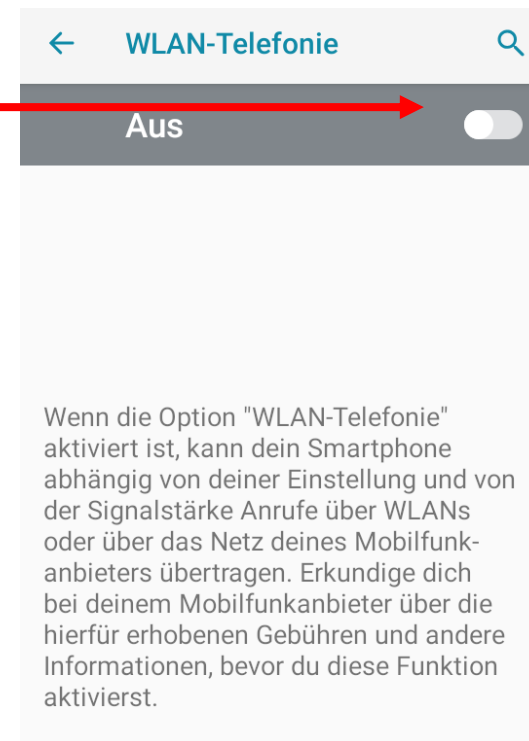 WLAN-Telefonie
Aus
Wenn die Option "WLAN-Telefonie"
aktiviert ist, kann dein Smartphone
abhängig von deiner Einstellung und von
der Signalstärke Anrufe über WLANs
oder über das Netz deines Mobilfunk-
anbieters übertragen. Erkundige dich
bei deinem Mobilfunkanbieter über die
hierfür erhobenen Gebühren und andere
Informationen, bevor du diese Funktion
aktivierst.